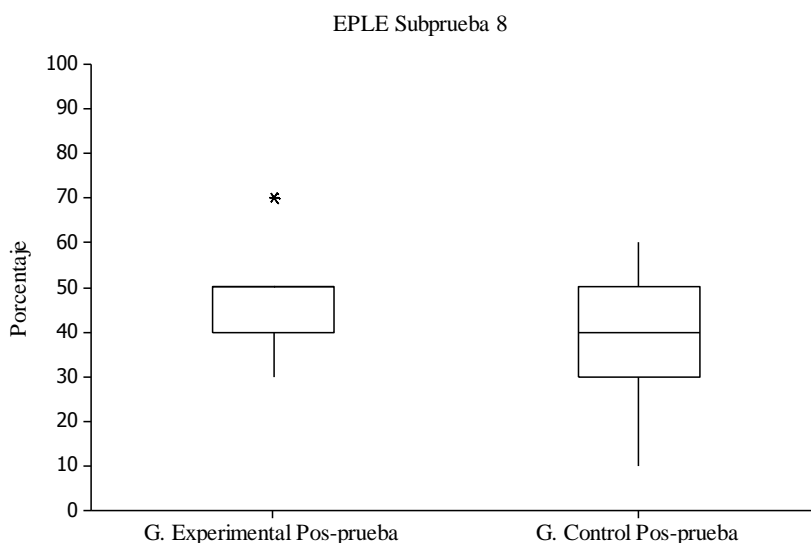 EPLE Subprueba 8
Porcentaje
100
90
80
70
60
50
40
30
20
10
0
G. Experimental Pos-prueba
G. Control Pos-prueba